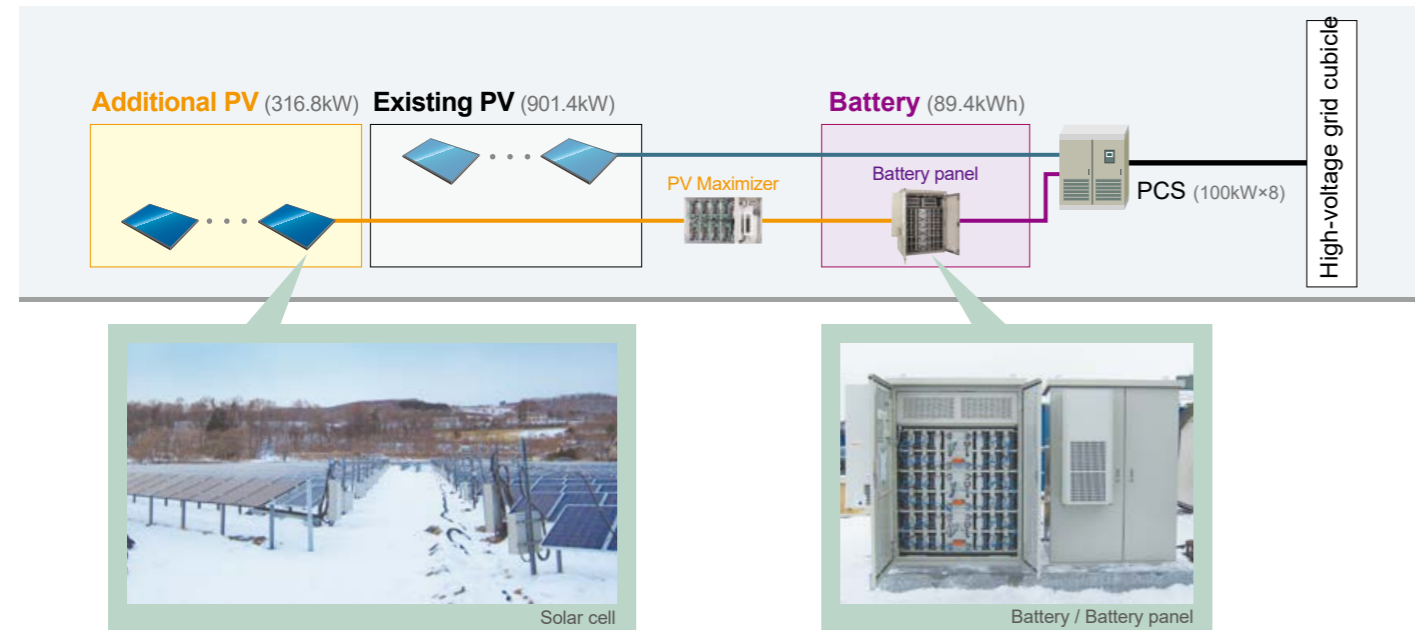 Additional PV (316.8kW)
Existing PV (901.4kW)
Battery (89.4kWh)
PV Maximizer
Battery panel
PCS (100kW×8)
High-voltage grid cubicle
Solar cell
Battery / Battery panel